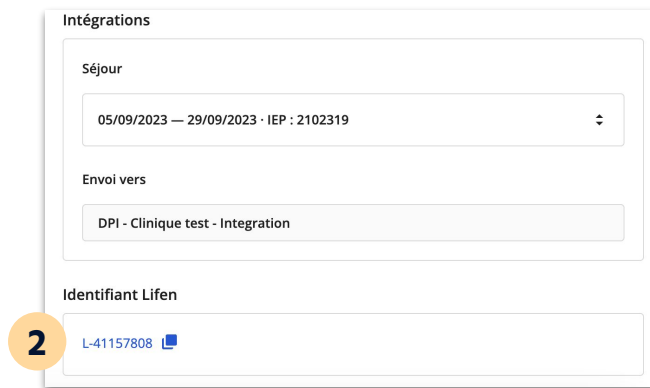 Intégrations
Séjour
05/09/2023 — 29/09/2023 · IEP : 2102319
Envoi vers
DPI - Clinique test - Integration
Identifiant Lifen
2
L-41157808